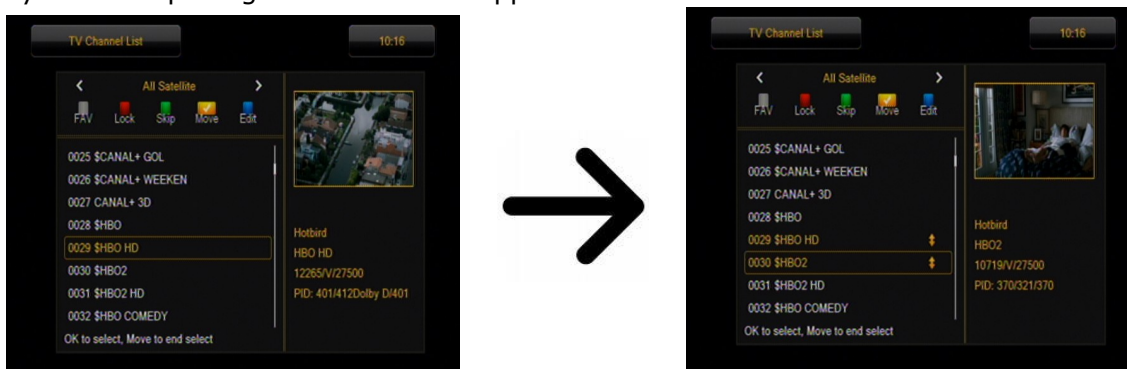 TV Channel List 10:16
All Satellite
FAV Lock Skip Move Edit
0025 $CANAL+ GOL
0026 $CANAL+ WEEKEN
0027 CANAL+ 3D
0028 $HBO
0029 $HBO HD
0030 $HBO2
0031 $HBO2 HD
0032 $HBO COMEDY
OK to select, Move to end select
Hotbird
HBO HD
12265/V/27500
PID: 401/412Dolby D/401
TV Channel List 10:16
All Satellite
FAV Lock Skip Move Edit
0025 $CANAL+ GOL
0026 $CANAL+ WEEKEN
0027 CANAL+ 3D
0028 $HBO
0029 $HBO HD
0030 $HBO2
0031 $HBO2 HD
0032 $HBO COMEDY
OK to select, Move to end select
Hotbird
HBO2
10719/V/27500
PID: 370/321/370